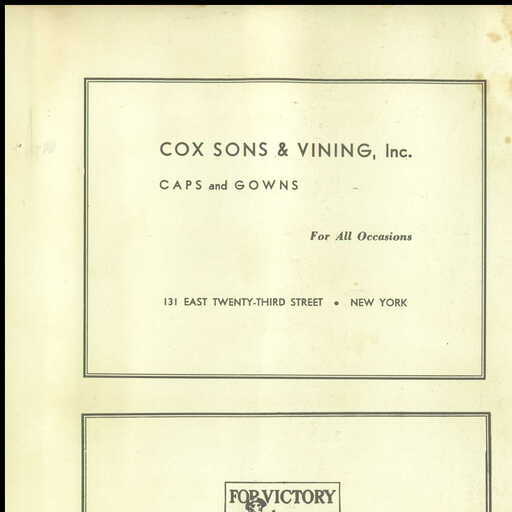 COX SONS & VINING, Inc.
CAPS and GOWNS
For All Occasions
131 EAST TWENTY-THIRD STREET • NEW YORK
FOR VICTORY